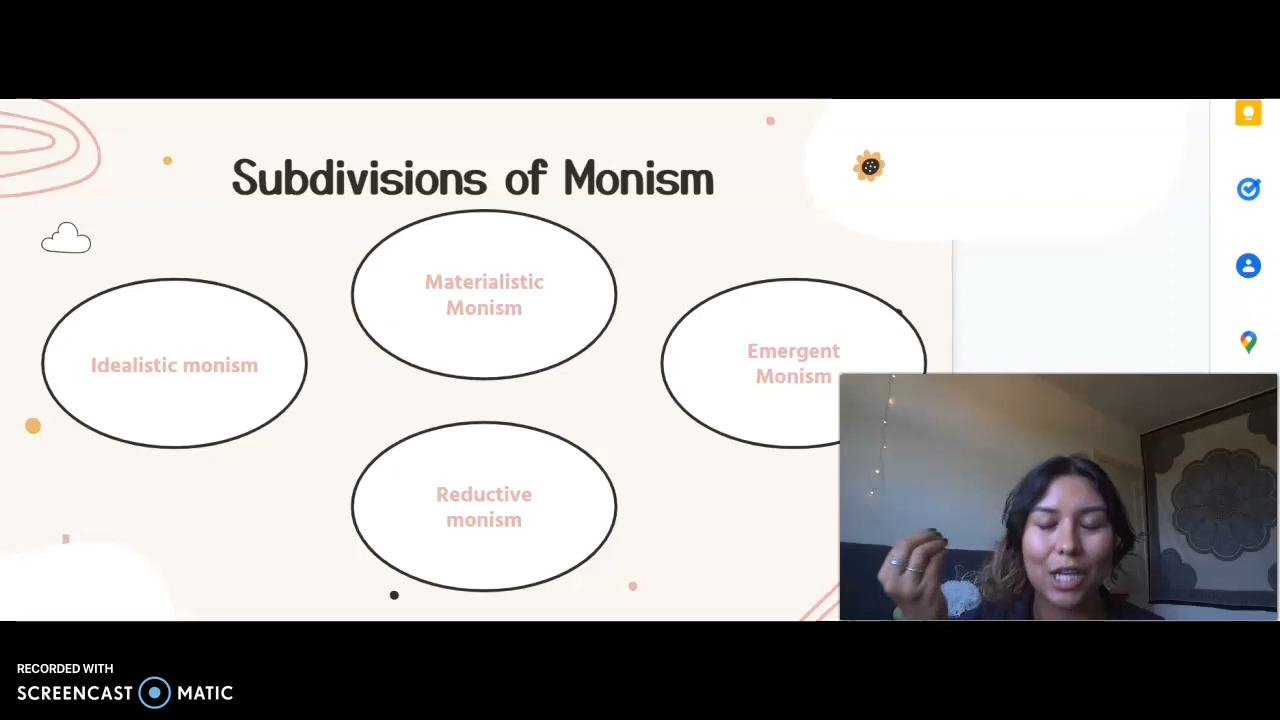 Subdivisions of Monism
Materialistic
Monism
Idealistic monism
Emergent
Monism
Reductive
monism
RECORDED WITH
SCREENCAST MATIC